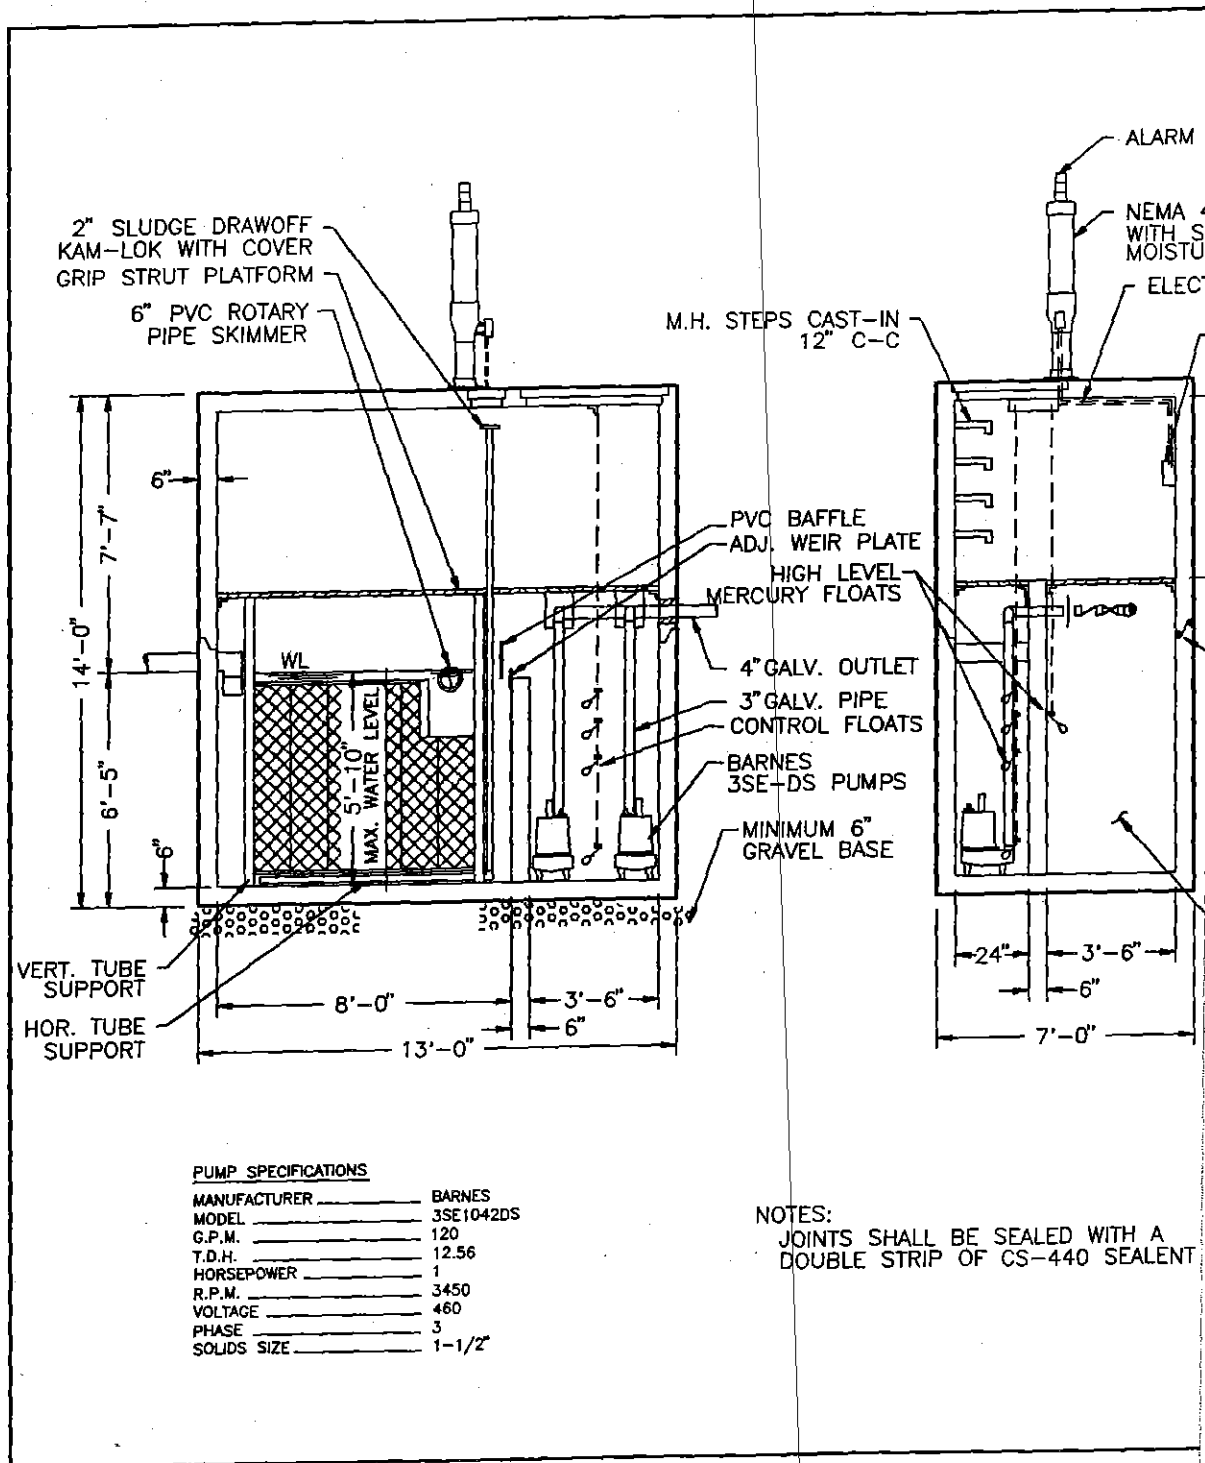 ALARM
2" SLUDGE DRAWOFF
KAM-LOK WITH COVER
GRIP STRUT PLATFORM
6" PVC ROTARY
PIPE SKIMMER
NEMA 4
WITH S
MOISTU
ELECT
M.H. STEPS CAST-IN
12" C-C
6"
7'-7"
14'-0"
6'-5"
6"
WL
5'-10"
MAX. WATER LEVEL
PVC BAFFLE
ADJ. WEIR PLATE
HIGH LEVEL
MERCURY FLOATS
4" GALV. OUTLET
3" GALV. PIPE
CONTROL FLOATS
BARNES
3SE-DS PUMPS
MINIMUM 6"
GRAVEL BASE
VERT. TUBE
SUPPORT
HOR. TUBE
SUPPORT
8'-0"
3'-6"
6"
13'-0"
24"
3'-6"
6"
7'-0"
PUMP SPECIFICATIONS
MANUFACTURER BARNES
MODEL 3SE1042DS
G.P.M. 120
T.D.H. 12.56
HORSEPOWER 1
R.P.M. 3450
VOLTAGE 460
PHASE 3
SOLIDS SIZE 1-1/2"
NOTES:
JOINTS SHALL BE SEALED WITH A
DOUBLE STRIP OF CS-440 SEALENT